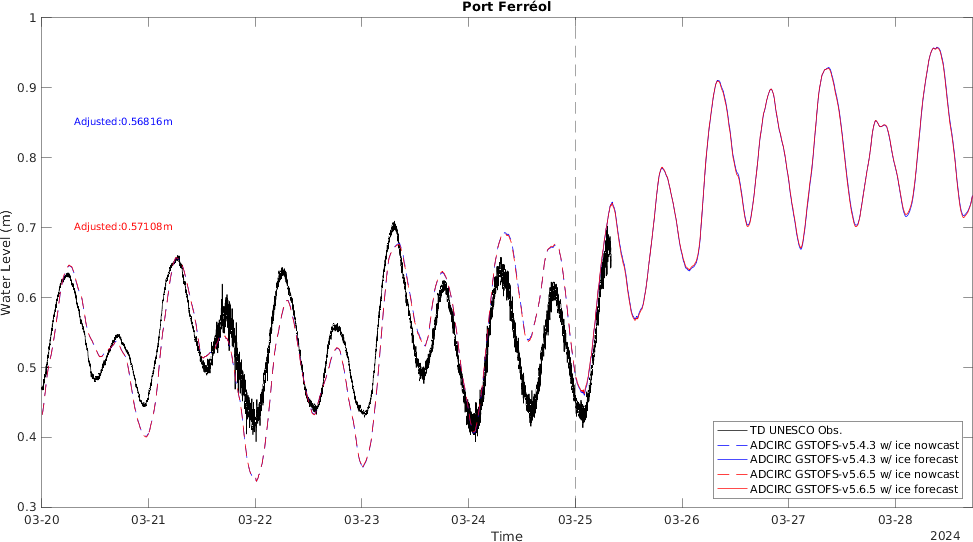 Port Ferréol
1
0.9
0.8
0.7
0.6
0.5
0.4
0.3
Water Level (m)
Adjusted:0.56816m
Adjusted:0.57108m
TD UNESCO Obs.
ADCIRC GSTOFS-v5.4.3 w/ ice nowcast
ADCIRC GSTOFS-v5.4.3 w/ ice forecast
ADCIRC GSTOFS-v5.6.5 w/ ice nowcast
ADCIRC GSTOFS-v5.6.5 w/ ice forecast
03-20 03-21 03-22 03-23 03-24 03-25 03-26 03-27 03-28
Time
2024